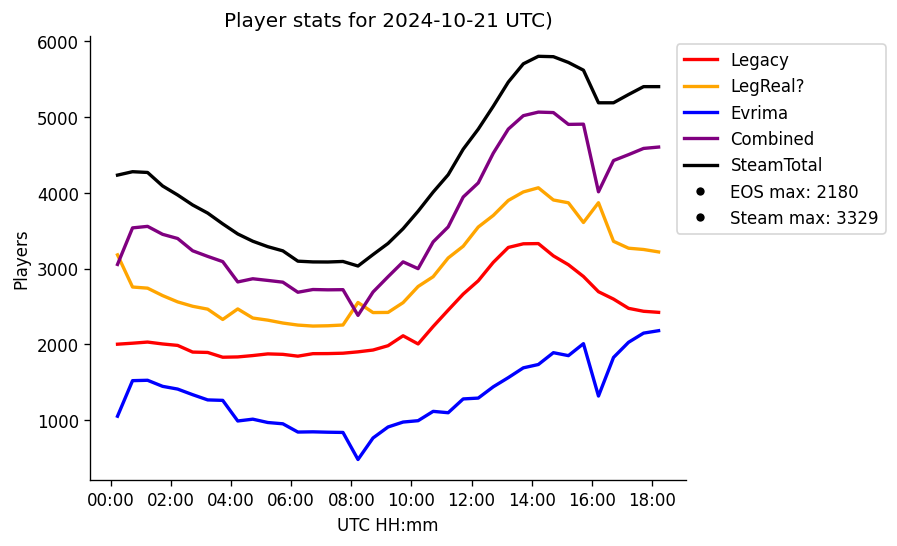 Player stats for 2024-10-21 UTC)
6000
5000
4000
3000
2000
1000
Players
00:00 02:00 04:00 06:00 08:00 10:00 12:00 14:00 16:00 18:00
UTC HH:mm
Legacy
LegReal?
Evrima
Combined
SteamTotal
EOS max: 2180
Steam max: 3329